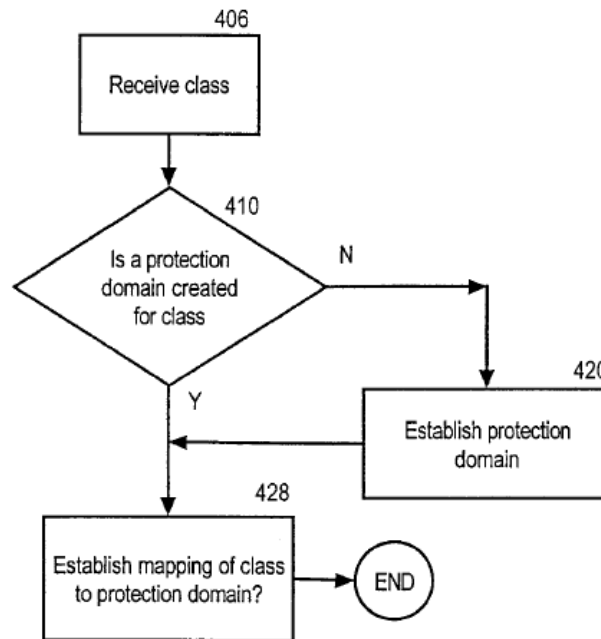 406
Receive class
410
Is a protection
domain created
for class
N
Y
420
Establish protection
domain
428
Establish mapping of class
to protection domain?
END